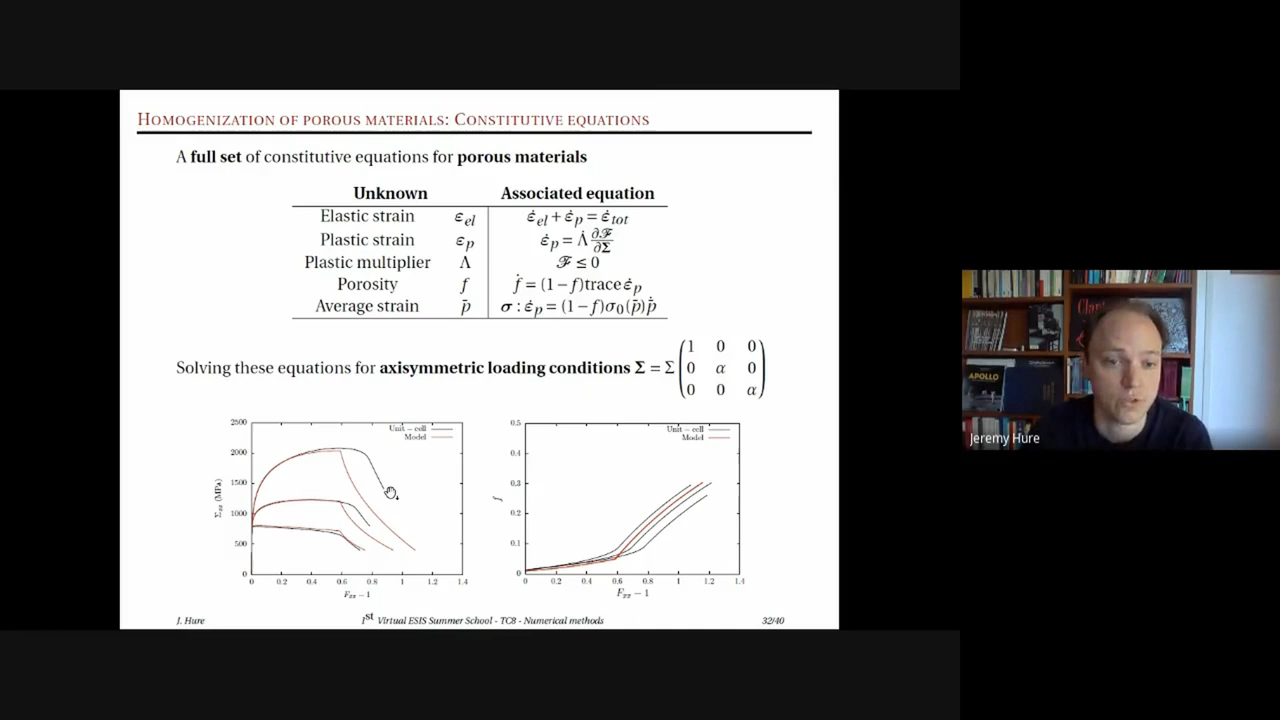 HOMOGENIZATION OF POROUS MATERIALS: CONSTITUTIVE EQUATIONS
A full set of constitutive equations for porous materials
Unknown Associated equation
Elastic strain ε_el ε̇_el + ε̇_p = ε̇_tot
Plastic strain ε_p ε̇_p = Λ̇ ∂ℱ/∂Σ
Plastic multiplier Λ ℱ ≤ 0
Porosity f ḟ = (1−f)trace ε̇_p
Average strain p̄ σ : ε̇_p = (1−f)σ₀(p̄)ṗ̄
Solving these equations for axisymmetric loading conditions Σ = Σ
1 0 0
0 α 0
0 0 α
Unit−cell
Model
2500
2000
1500
1000
500
0
Σxx (MPa)
0 0.2 0.4 0.6 0.8 1 1.2 1.4
Fxx − 1
Unit−cell
Model
0.5
0.4
0.3
0.2
0.1
0
f
0 0.2 0.4 0.6 0.8 1 1.2 1.4
Fxx − 1
J. Hure 1st Virtual ESIS Summer School - TC8 - Numerical methods 32/40
APOLLO
Jeremy Hure